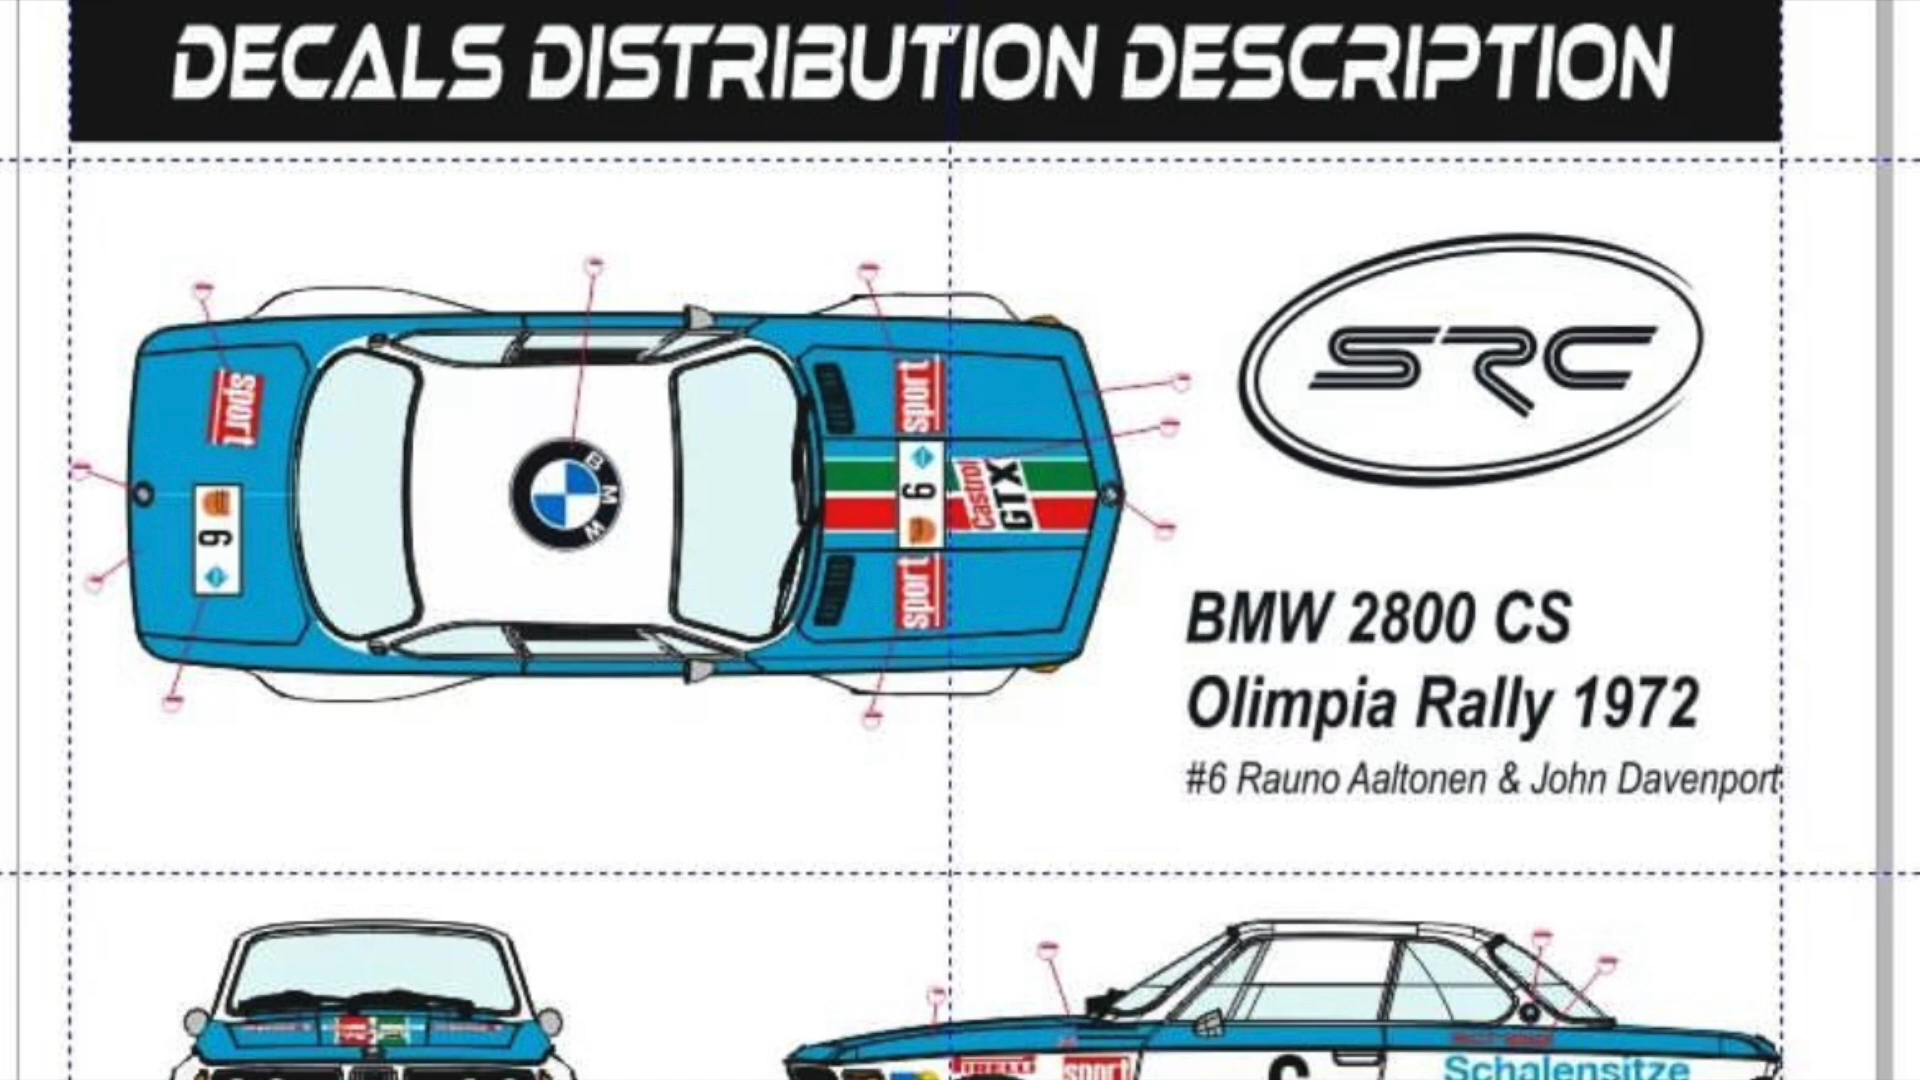 DECALS DISTRIBUTION DESCRIPTION
SRC
sport
sport
BMW
6
6
Castrol
GTX
sport
BMW 2800 CS
Olimpia Rally 1972
#6 Rauno Aaltonen & John Davenport
PIRELLI
sport
Schalensitze